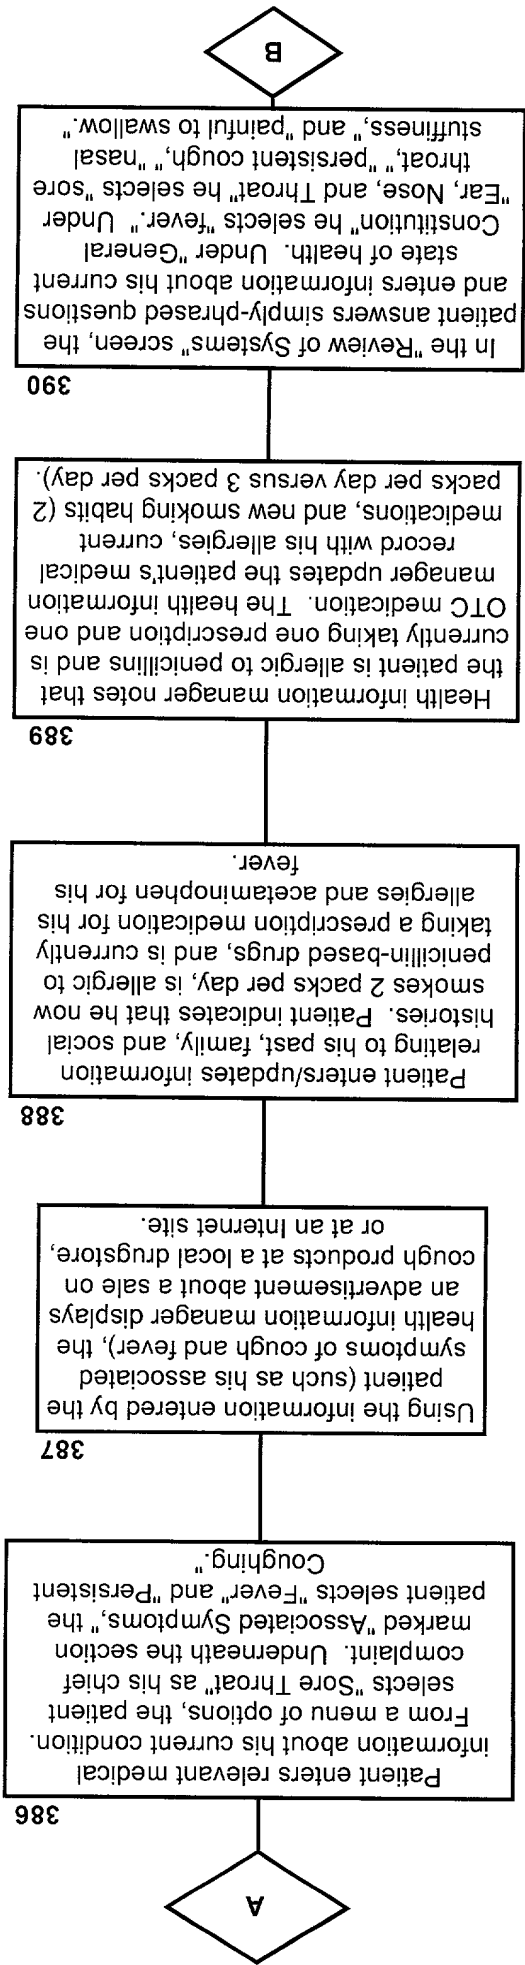 A
386
Patient enters relevant medical
information about his current condition.
From a menu of options, the patient
selects "Sore Throat" as his chief
complaint. Underneath the section
marked "Associated Symptoms," the
patient selects "Fever" and "Persistent
Coughing."
387
Using the information entered by the
patient (such as his associated
symptoms of cough and fever), the
health information manager displays
an advertisement about a sale on
cough products at a local drugstore,
or at an Internet site.
388
Patient enters/updates information
relating to his past, family, and social
histories. Patient indicates that he now
smokes 2 packs per day, is allergic to
penicillin-based drugs, and is currently
taking a prescription medication for his
allergies and acetaminophen for his
fever.
389
Health information manager notes that
the patient is allergic to penicillins and is
currently taking one prescription and one
OTC medication. The health information
manager updates the patient's medical
record with his allergies, current
medications, and new smoking habits (2
packs per day versus 3 packs per day).
390
In the "Review of Systems" screen, the
patient answers simply-phrased questions
and enters information about his current
state of health. Under "General
Constitution" he selects "fever." Under
"Ear, Nose, and Throat" he selects "sore
throat," "persistent cough," "nasal
stuffiness," and "painful to swallow."
B